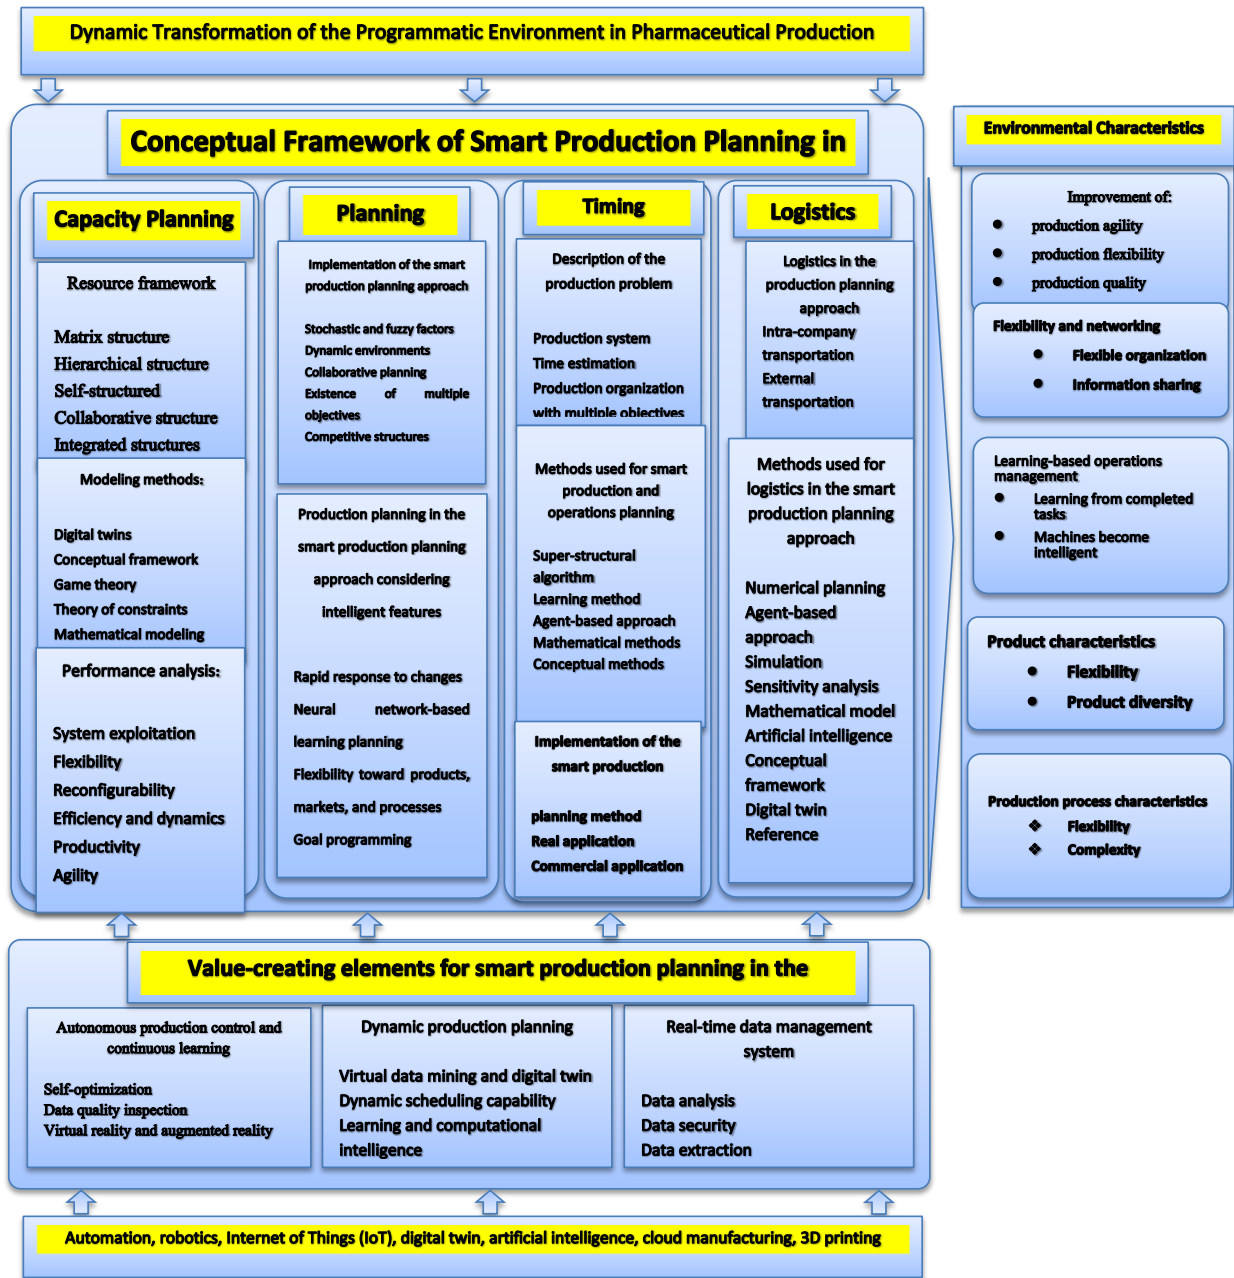 Dynamic Transformation of the Programmatic Environment in Pharmaceutical Production
Conceptual Framework of Smart Production Planning in
Capacity Planning
Resource framework
Matrix structure
Hierarchical structure
Self-structured
Collaborative structure
Integrated structures
Modeling methods:
Digital twins
Conceptual framework
Game theory
Theory of constraints
Mathematical modeling
Performance analysis:
System exploitation
Flexibility
Reconfigurability
Efficiency and dynamics
Productivity
Agility
Planning
Implementation of the smart
production planning approach
Stochastic and fuzzy factors
Dynamic environments
Collaborative planning
Existence of multiple
objectives
Competitive structures
Production planning in the
smart production planning
approach considering
intelligent features
Rapid response to changes
Neural network-based
learning planning
Flexibility toward products,
markets, and processes
Goal programming
Timing
Description of the
production problem
Production system
Time estimation
Production organization
with multiple objectives
Methods used for smart
production and
operations planning
Super-structural
algorithm
Learning method
Agent-based approach
Mathematical methods
Conceptual methods
Implementation of the
smart production
planning method
Real application
Commercial application
Logistics
Logistics in the
production planning
approach
Intra-company
transportation
External
transportation
Methods used for
logistics in the smart
production planning
approach
Numerical planning
Agent-based
approach
Simulation
Sensitivity analysis
Mathematical model
Artificial intelligence
Conceptual
framework
Digital twin
Reference
Environmental Characteristics
Improvement of:
● production agility
● production flexibility
● production quality
Flexibility and networking
● Flexible organization
● Information sharing
Learning-based operations
management
● Learning from completed
tasks
● Machines become
intelligent
Product characteristics
● Flexibility
● Product diversity
Production process characteristics
❖ Flexibility
❖ Complexity
Value-creating elements for smart production planning in the
Autonomous production control and
continuous learning
Self-optimization
Data quality inspection
Virtual reality and augmented reality
Dynamic production planning
Virtual data mining and digital twin
Dynamic scheduling capability
Learning and computational
intelligence
Real-time data management
system
Data analysis
Data security
Data extraction
Automation, robotics, Internet of Things (IoT), digital twin, artificial intelligence, cloud manufacturing, 3D printing